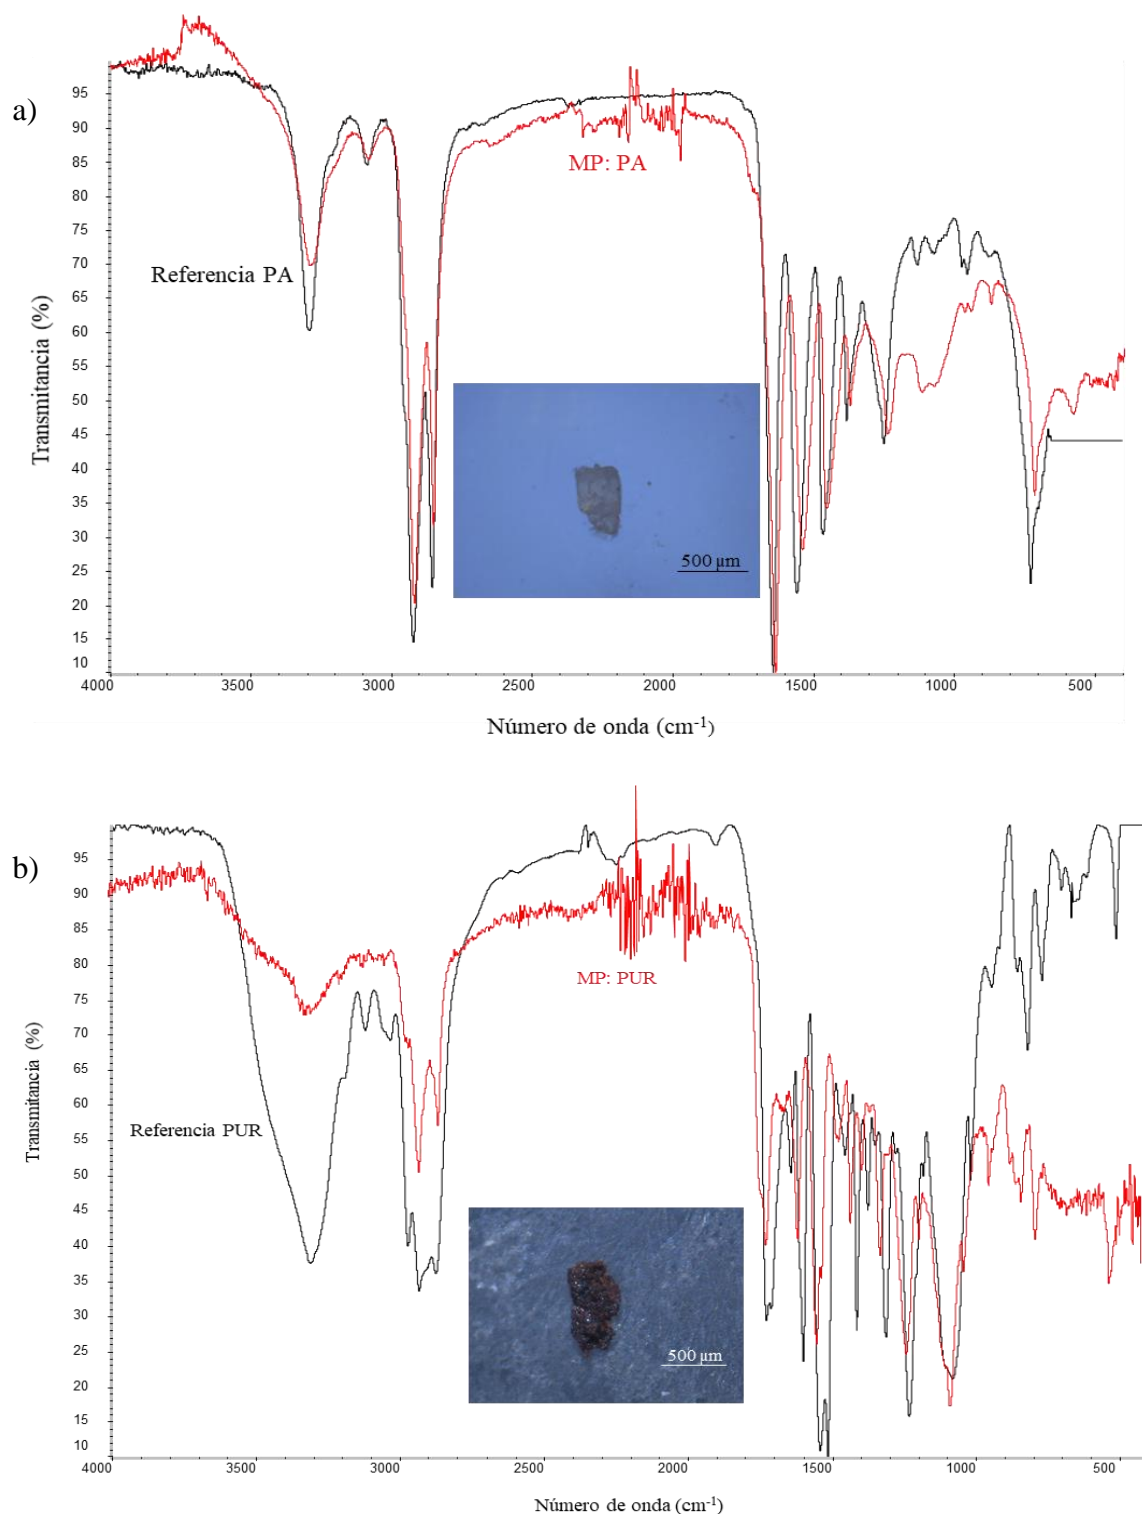 a)
95
90
85
80
75
70
65
60
55
50
45
40
35
30
25
20
15
10
Transmitancia (%)
MP: PA
Referencia PA
500 µm
4000 3500 3000 2500 2000 1500 1000 500
Número de onda (cm-1)
b)
95
90
85
80
75
70
65
60
55
50
45
40
35
30
25
20
15
10
Transmitancia (%)
MP: PUR
Referencia PUR
500 µm
4000 3500 3000 2500 2000 1500 1000 500
Número de onda (cm-1)